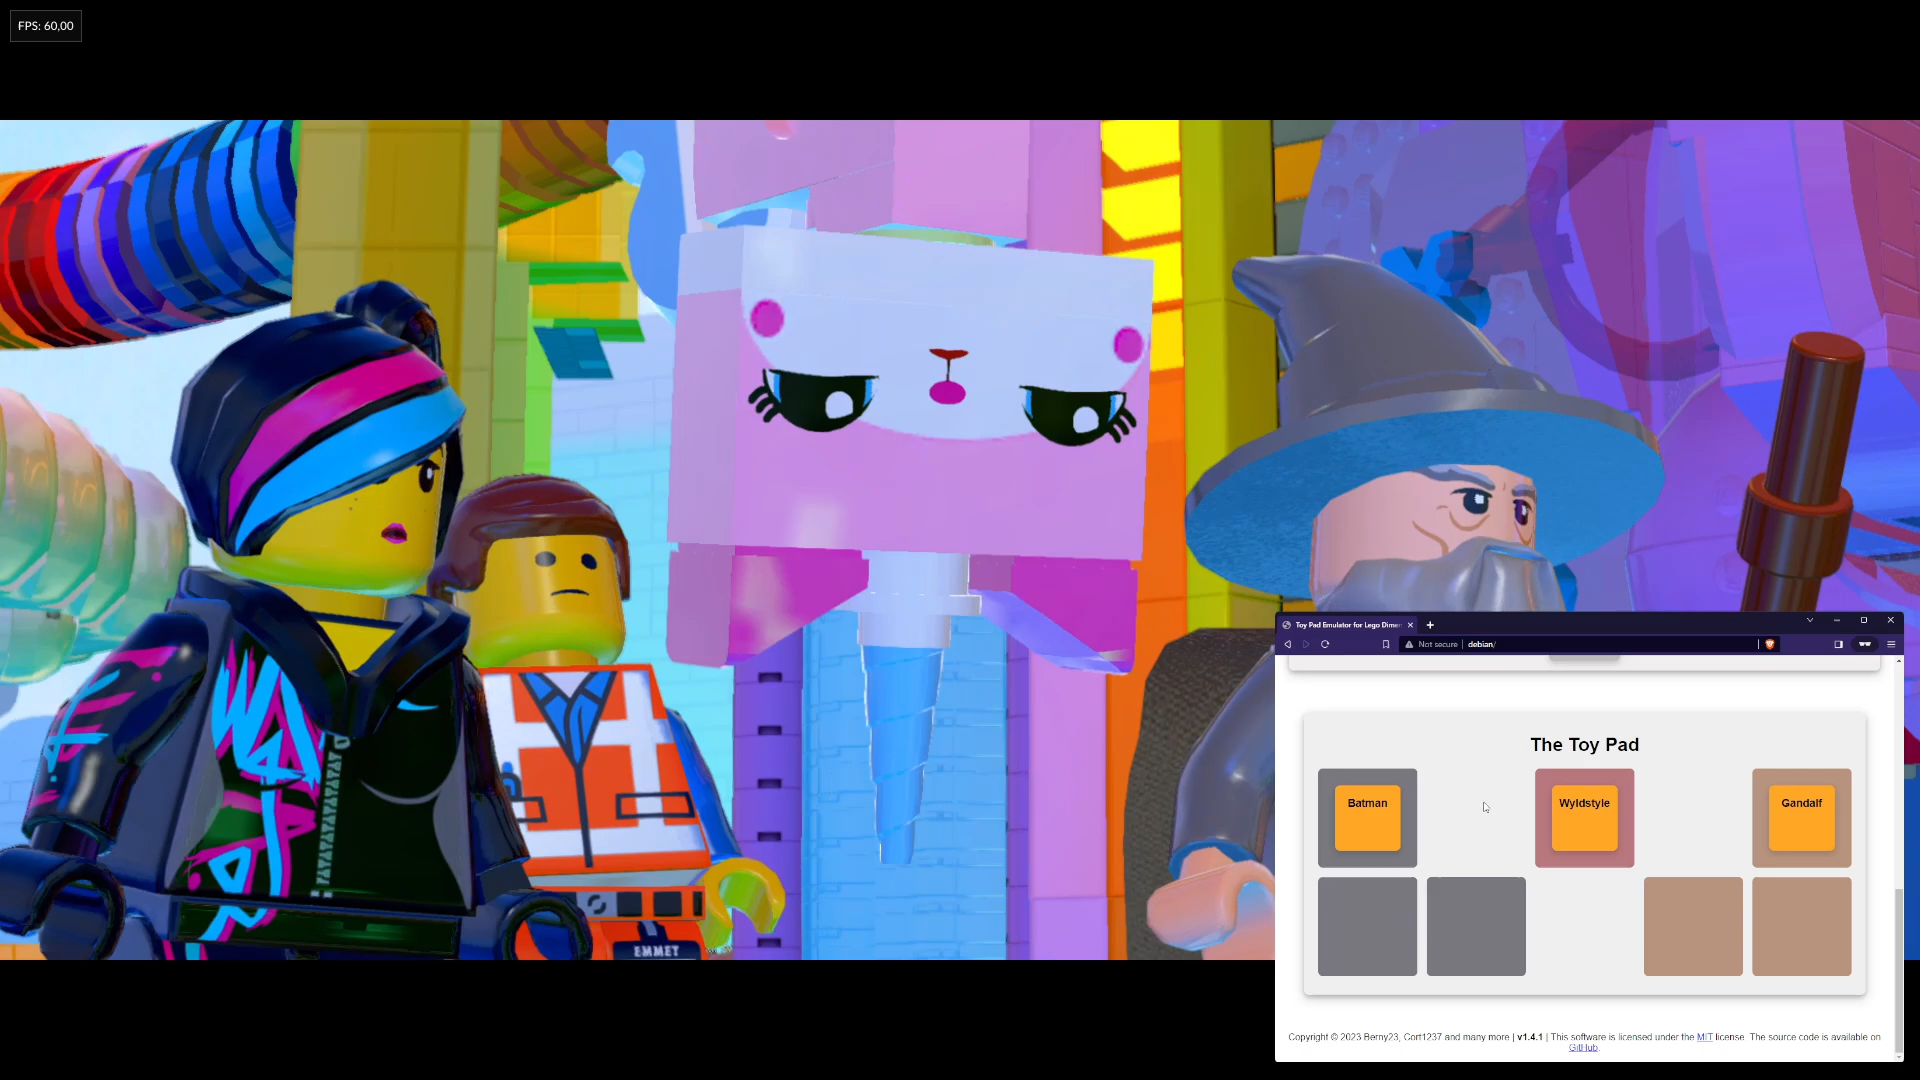 FPS: 60,00
EMMET
Toy Pad Emulator for Lego Dimen
Not secure
debian/
The Toy Pad
Batman
Wyldstyle
Gandalf
Copyright © 2023 Berny23, Cort1237 and many more | v1.4.1 | This software is licensed under the MIT license. The source code is available on
GitHub.